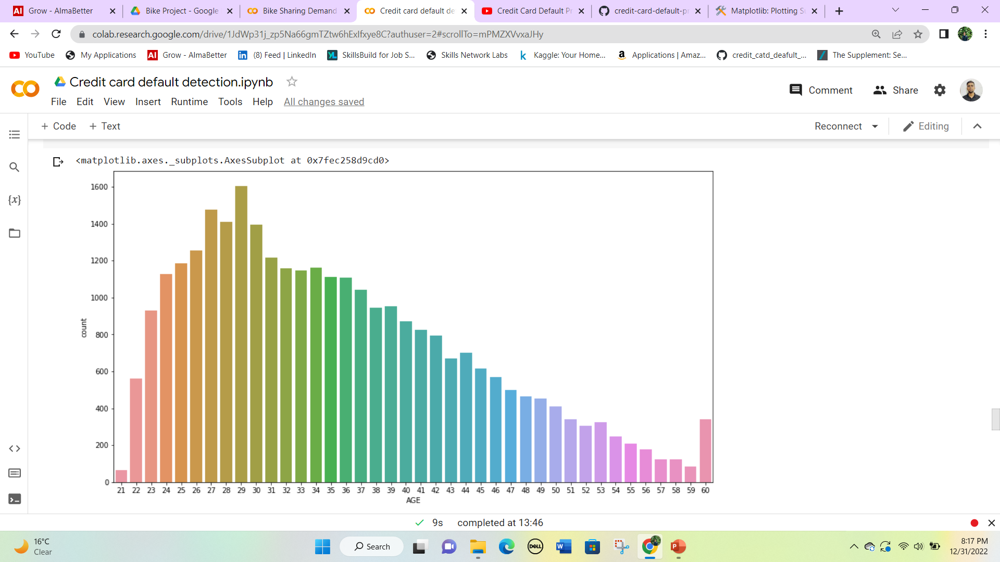 Grow - AlmaBetter
Bike Project - Google
Bike Sharing Demand
Credit card default de
Credit Card Default Pr
credit-card-default-pr
Matplotlib: Plotting Su
colab.research.google.com/drive/1JdWp31j_zp5Na66gmTZtw6hExIfxye8C?authuser=2#scrollTo=mPMZXVvxaJHy
YouTube
My Applications
AI Grow - AlmaBetter
in (8) Feed | LinkedIn
SkillsBuild for Job S...
Skills Network Labs
k Kaggle: Your Home...
a Applications | Amaz...
credit_catd_deafult_...
The Supplement: Se...
Credit card default detection.ipynb
Comment
Share
File Edit View Insert Runtime Tools Help All changes saved
+ Code + Text
Reconnect
Editing
<matplotlib.axes._subplots.AxesSubplot at 0x7fec258d9cd0>
{x}
1600
1400
1200
1000
800
600
400
200
0
count
21 22 23 24 25 26 27 28 29 30 31 32 33 34 35 36 37 38 39 40 41 42 43 44 45 46 47 48 49 50 51 52 53 54 55 56 57 58 59 60
AGE
9s completed at 13:46
16°C
Clear
Search
DELL
W
P
8:17 PM
12/31/2022